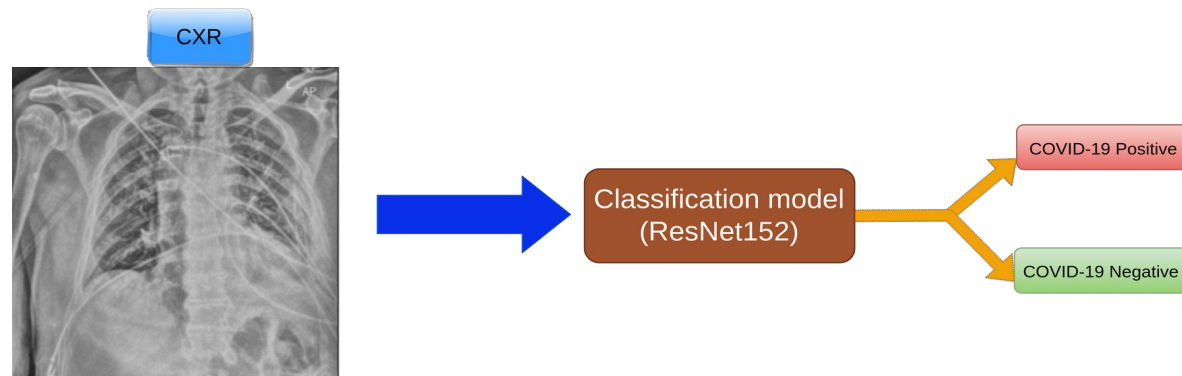 CXR
AP
Classification model
(ResNet152)
COVID-19 Positive
COVID-19 Negative